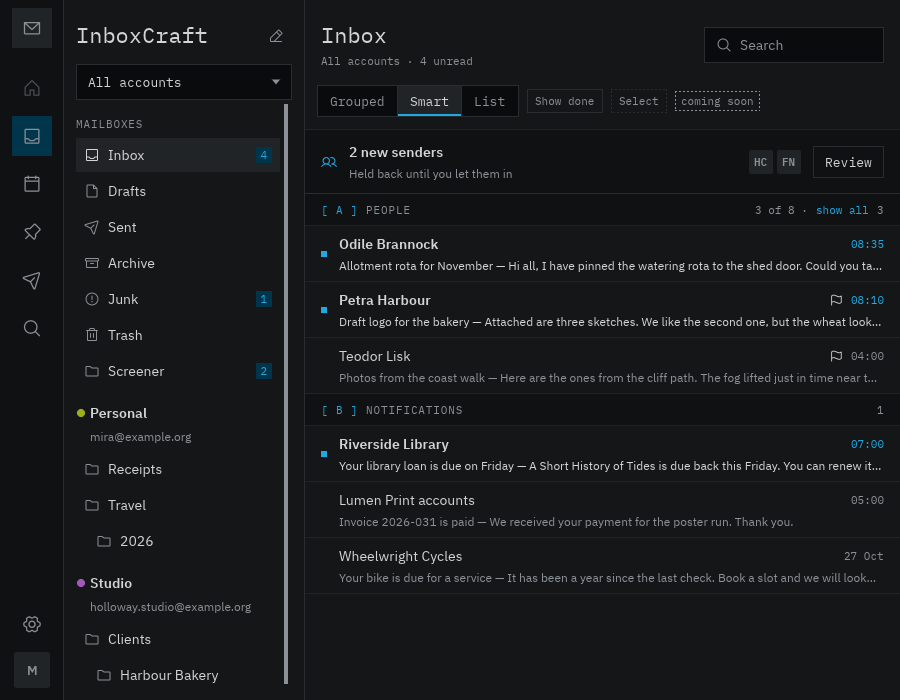 InboxCraft
All accounts
MAILBOXES
Inbox 4
Drafts
Sent
Archive
Junk 1
Trash
Screener 2
Personal
mira@example.org
Receipts
Travel
2026
Studio
holloway.studio@example.org
Clients
Harbour Bakery
M
Inbox
All accounts · 4 unread
Search
Grouped Smart List Show done Select coming soon
2 new senders
Held back until you let them in
HC FN Review
[ A ] PEOPLE 3 of 8 · show all 3
Odile Brannock 08:35
Allotment rota for November — Hi all, I have pinned the watering rota to the shed door. Could you ta...
Petra Harbour 08:10
Draft logo for the bakery — Attached are three sketches. We like the second one, but the wheat look...
Teodor Lisk 04:00
Photos from the coast walk — Here are the ones from the cliff path. The fog lifted just in time near t...
[ B ] NOTIFICATIONS 1
Riverside Library 07:00
Your library loan is due on Friday — A Short History of Tides is due back this Friday. You can renew it...
Lumen Print accounts 05:00
Invoice 2026-031 is paid — We received your payment for the poster run. Thank you.
Wheelwright Cycles 27 Oct
Your bike is due for a service — It has been a year since the last check. Book a slot and we will look...